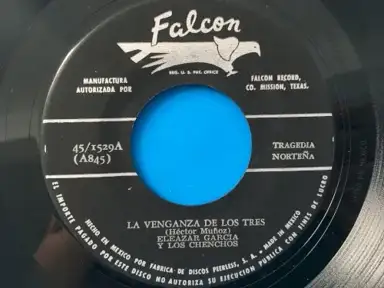 Falcon
REG. U. S. PAT. OFFICE
MANUFACTURA
AUTORIZADA POR
FALCON RECORD,
CO. MISSION, TEXAS.
45/1529A
(A845)
TRAGEDIA
NORTEÑA
LA VENGANZA DE LOS TRES
(Héctor Muñoz)
ELEAZAR GARCIA
Y LOS CHENCHOS
HECHO EN MEXICO POR FABRICA DE DISCOS PEERLESS, S. A. - MADE IN MEXICO
EL IMPORTE PAGADO POR ESTE DISCO NO AUTORIZA SU EJECUCION PUBLICA CON FINES DE LUCRO